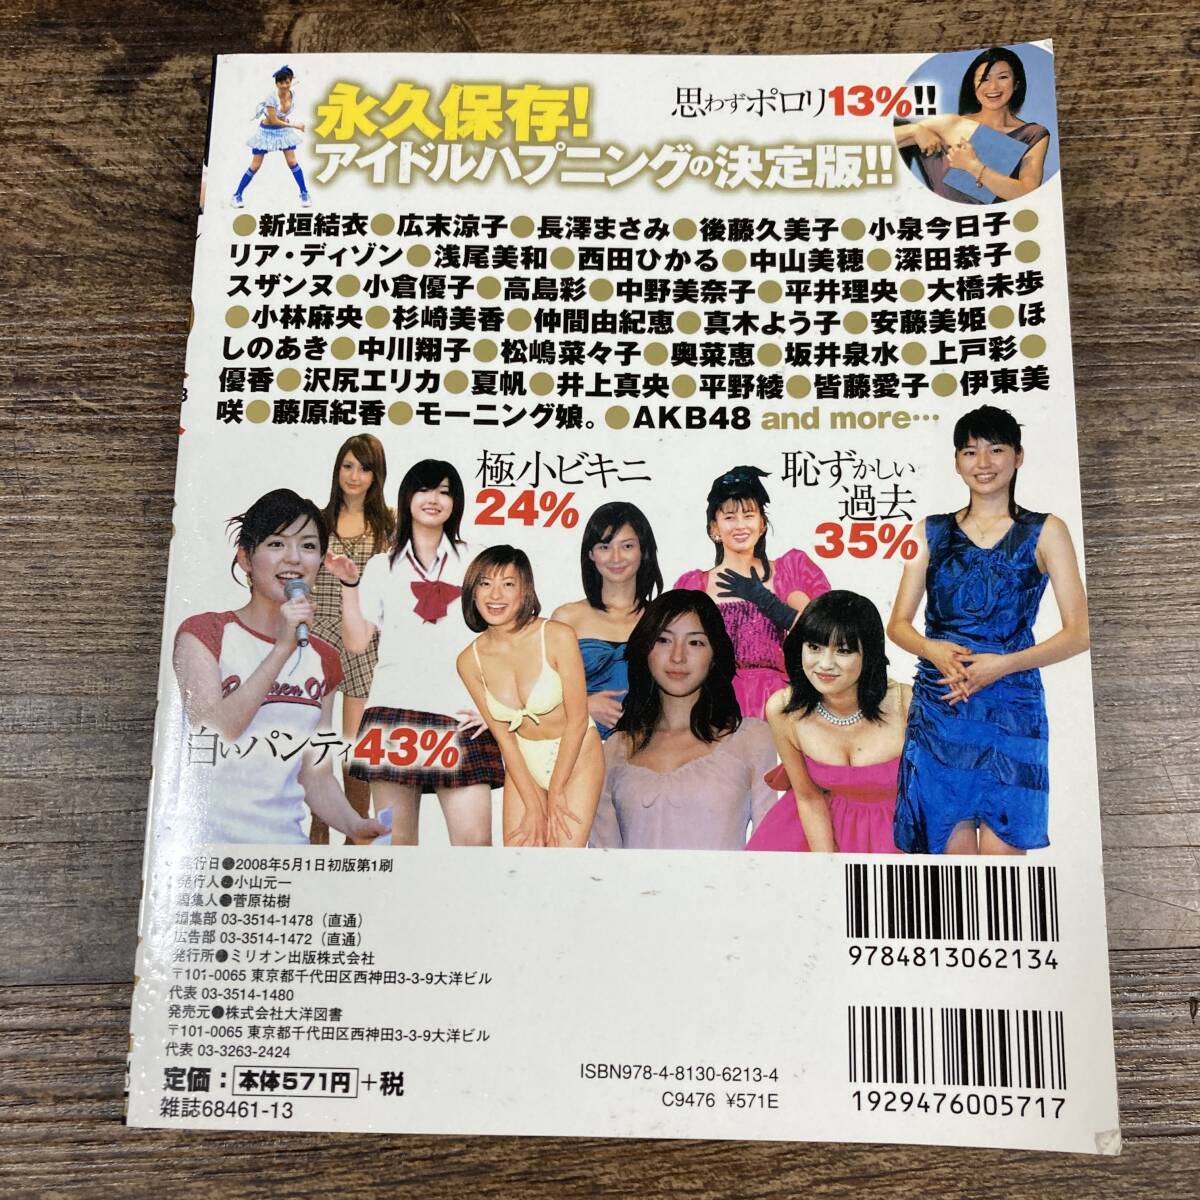 永久保存!
アイドルハプニングの決定版!!
思わずポロリ13%!!
●新垣結衣●広末涼子●長澤まさみ●後藤久美子●小泉今日子●
リア・ディゾン●浅尾美和●西田ひかる●中山美穂●深田恭子●
スザンヌ●小倉優子●高島彩●中野美奈子●平井理央●大橋未歩
●小林麻央●杉崎美香●仲間由紀恵●真木よう子●安藤美姫●ほ
しのあき●中川翔子●松嶋菜々子●奥菜恵●坂井泉水●上戸彩●
優香●沢尻エリカ●夏帆●井上真央●平野綾●皆藤愛子●伊東美
咲●藤原紀香●モーニング娘。●AKB48 and more…
極小ビキニ
24%
恥ずかしい
過去
35%
白いパンティ43%
発行日●2008年5月1日初版第1刷
発行人●小山元一
編集人●菅原祐樹
編集部 03-3514-1478（直通）
広告部 03-3514-1472（直通）
発行所●ミリオン出版株式会社
〒101-0065 東京都千代田区西神田3-3-9大洋ビル
代表 03-3514-1480
発売元●株式会社大洋図書
〒101-0065 東京都千代田区西神田3-3-9大洋ビル
代表 03-3263-2424
定価：本体571円+税
雑誌68461-13
ISBN978-4-8130-6213-4
C9476 ¥571E
9784813062134
1929476005717